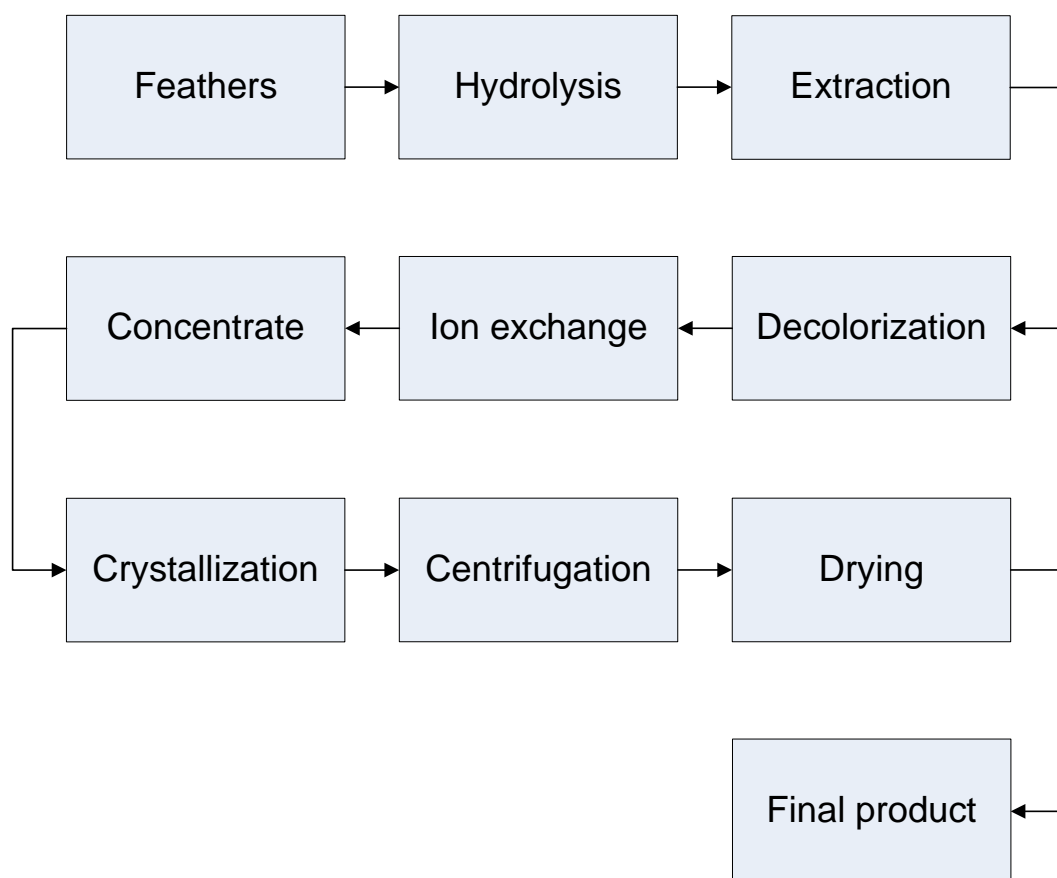 Feathers
Hydrolysis
Extraction
Decolorization
Ion exchange
Concentrate
Crystallization
Centrifugation
Drying
Final product